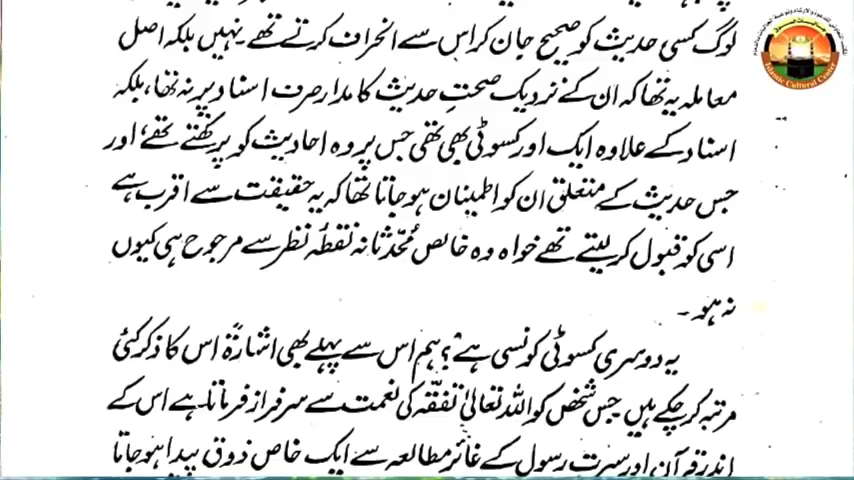 لوگ کسی حدیث کو صحیح جان کر اس سے انحراف کرتے تھے۔ نہیں بلکہ اصل
معاملہ یہ تھا کہ ان کے نزدیک صحتِ حدیث کا مدار صرف اسناد پر نہ تھا، بلکہ
اسناد کے علاوہ ایک اور کسوٹی بھی تھی جس پر وہ احادیث کو پرکھتے تھے، اور
جس حدیث کے متعلق ان کو اطمینان ہو جاتا تھا کہ یہ حقیقت سے اقرب ہے
اسی کو قبول کر لیتے تھے خواہ وہ خالص مُحدّثانہ نقطۂ نظر سے مرجوح ہی کیوں
نہ ہو۔
یہ دوسری کسوٹی کونسی ہے؟ ہم اس سے پہلے بھی اشارۃً اس کا ذکر کئی
مرتبہ کر چکے ہیں جس شخص کو اللہ تعالیٰ تفقّہ کی نعمت سے سرفراز فرماتا ہے اس کے
اندر قرآن اور سیرت رسول کے غائر مطالعہ سے ایک خاص ذوق پیدا ہو جاتا
Islamic Cultural Center